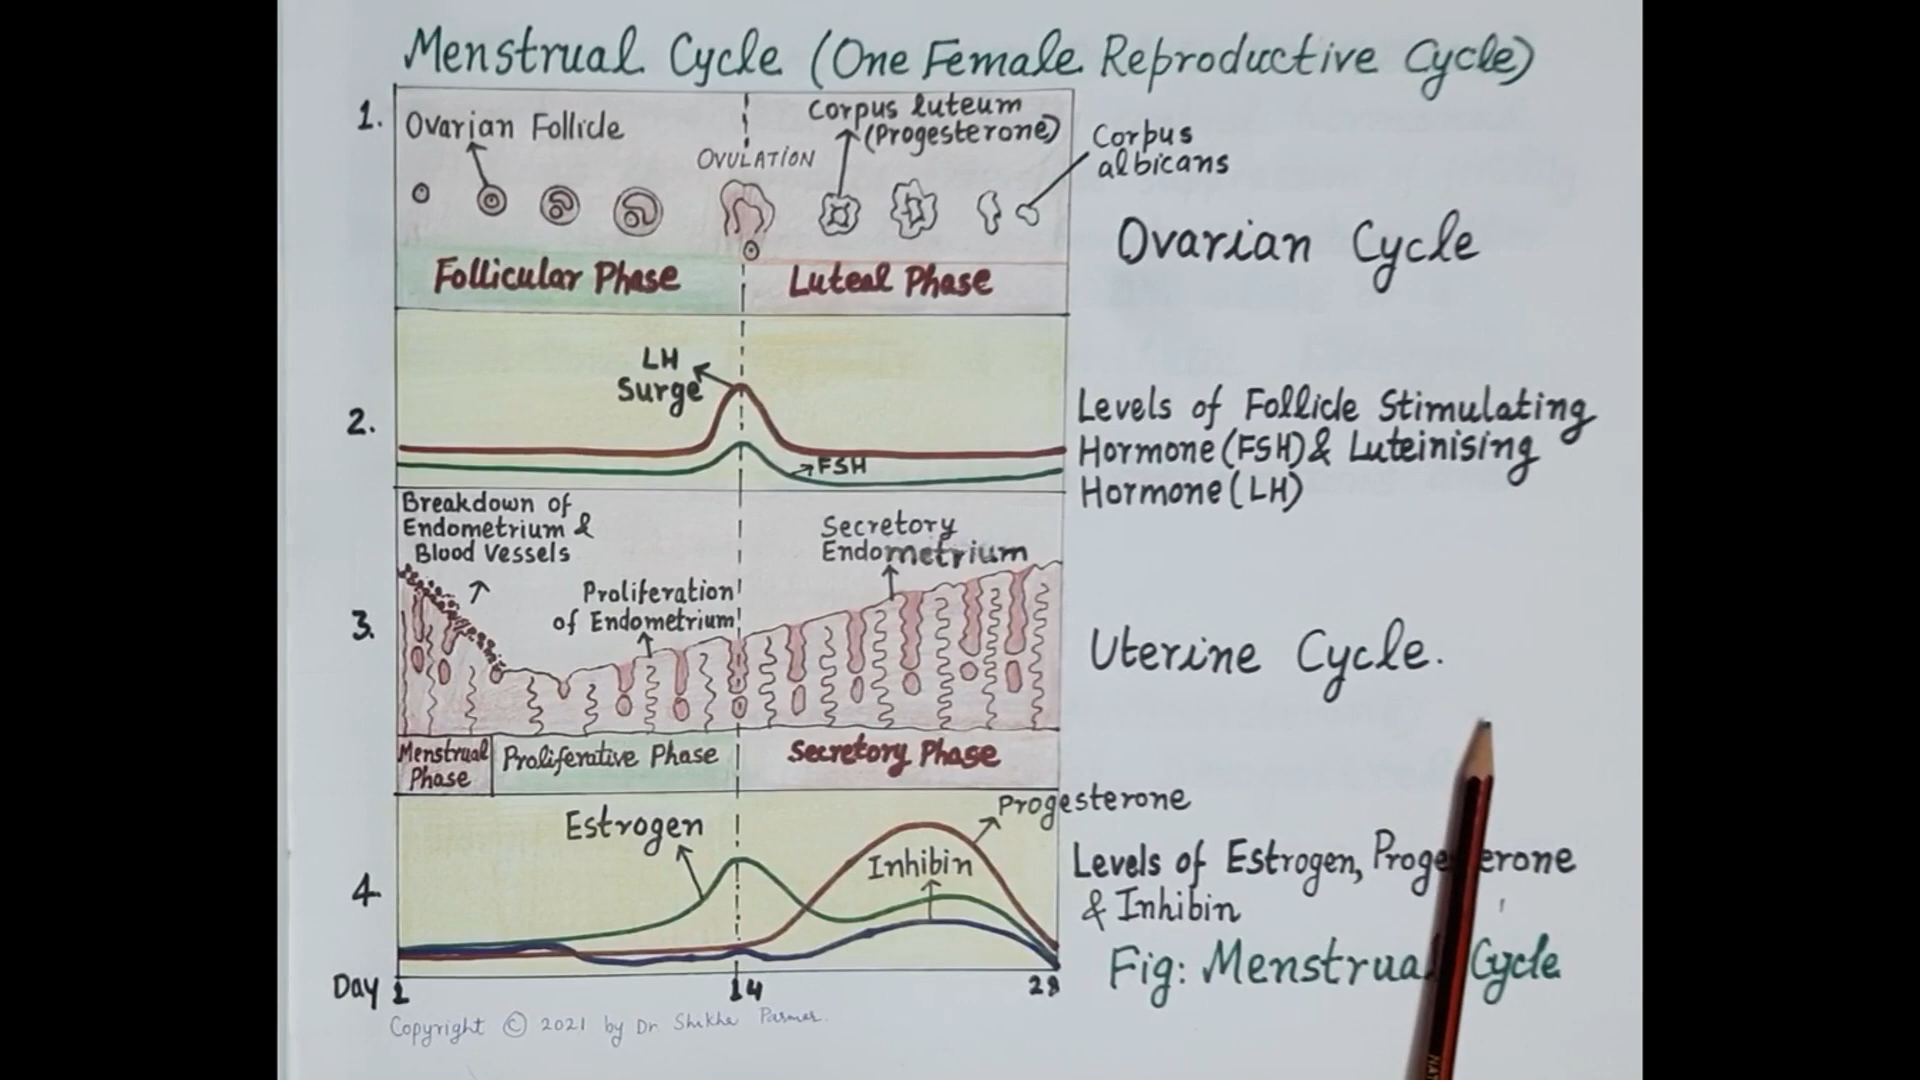 Menstrual Cycle (One Female Reproductive Cycle)
1.
Ovarian Follicle
OVULATION
Corpus luteum
(Progesterone)
Corpus
albicans
Follicular Phase
Luteal Phase
Ovarian Cycle
2.
LH
Surge
FSH
Levels of Follicle Stimulating
Hormone (FSH) & Luteinising
Hormone (LH)
3.
Breakdown of
Endometrium &
Blood Vessels
Proliferation
of Endometrium
Secretory
Endometrium
Uterine Cycle.
Menstrual
Phase
Proliferative Phase
Secretory Phase
4.
Estrogen
Inhibin
Progesterone
Levels of Estrogen,
& Inhibin
Day 1
14
28
Fig: Menstrual Cycle
Copyright © 2021 by Dr. Shikha Parmar.